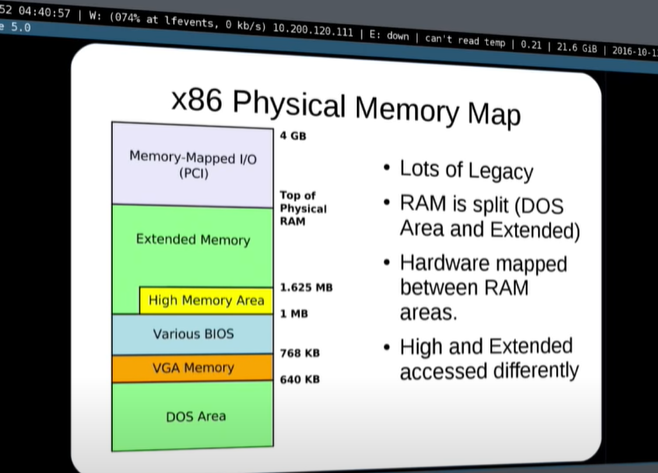 52 04:40:57 | W: (074% at lfevents, 0 kb/s) 10.200.120.111 | E: down | can't read temp | 0.21 | 21.6 GiB | 2016-10-1
e 5.0
x86 Physical Memory Map
4 GB
Memory-Mapped I/O
(PCI)
Top of
Physical
RAM
Extended Memory
1.625 MB
High Memory Area
1 MB
Various BIOS
768 KB
VGA Memory
640 KB
DOS Area
• Lots of Legacy
• RAM is split (DOS
Area and Extended)
• Hardware mapped
between RAM
areas.
• High and Extended
accessed differently